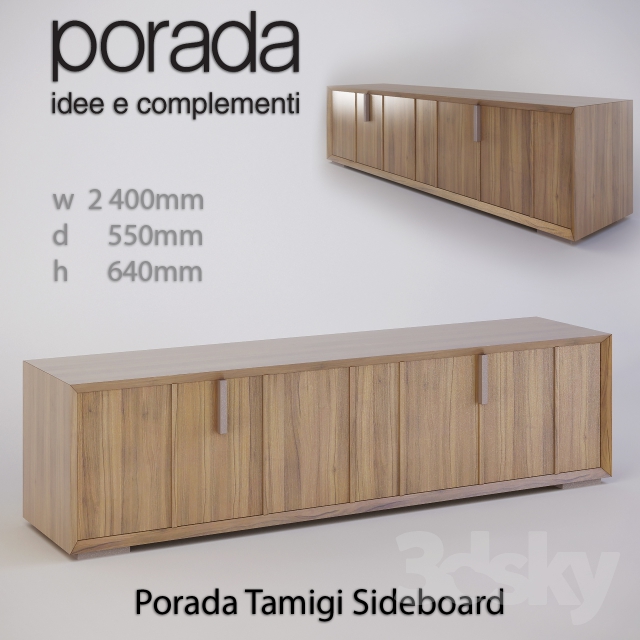 porada
idee e complementi
w 2 400mm
d 550mm
h 640mm
3dsky
Porada Tamigi Sideboard